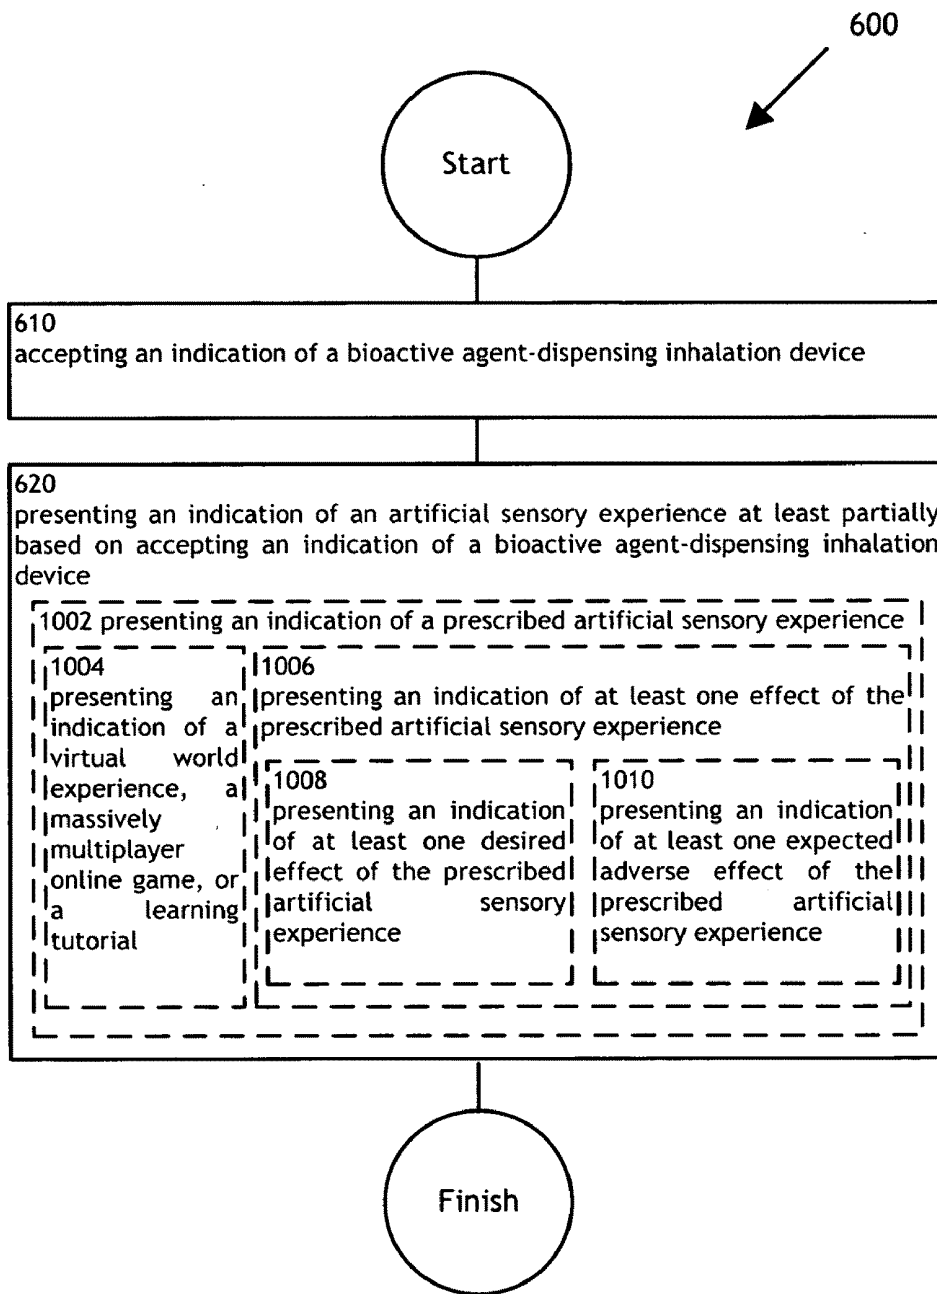 600
Start
610
accepting an indication of a bioactive agent-dispensing inhalation device
620
presenting an indication of an artificial sensory experience at least partially
based on accepting an indication of a bioactive agent-dispensing inhalation
device
1002 presenting an indication of a prescribed artificial sensory experience
1004
presenting an
indication of a
virtual world
experience, a
massively
multiplayer
online game, or
a learning
tutorial
1006
presenting an indication of at least one effect of the
prescribed artificial sensory experience
1008
presenting an indication
of at least one desired
effect of the prescribed
artificial sensory
experience
1010
presenting an indication
of at least one expected
adverse effect of the
prescribed artificial
sensory experience
Finish